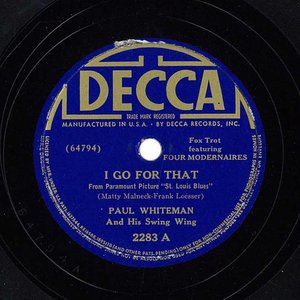 DECCA
TRADE MARK REGISTERED
MANUFACTURED IN U.S.A. · BY DECCA RECORDS, INC.
(64794)
Fox Trot
featuring
FOUR MODERNAIRES
I GO FOR THAT
From Paramount Picture "St. Louis Blues"
(Matty Malneck-Frank Loesser)
PAUL WHITEMAN
And His Swing Wing
2283 A